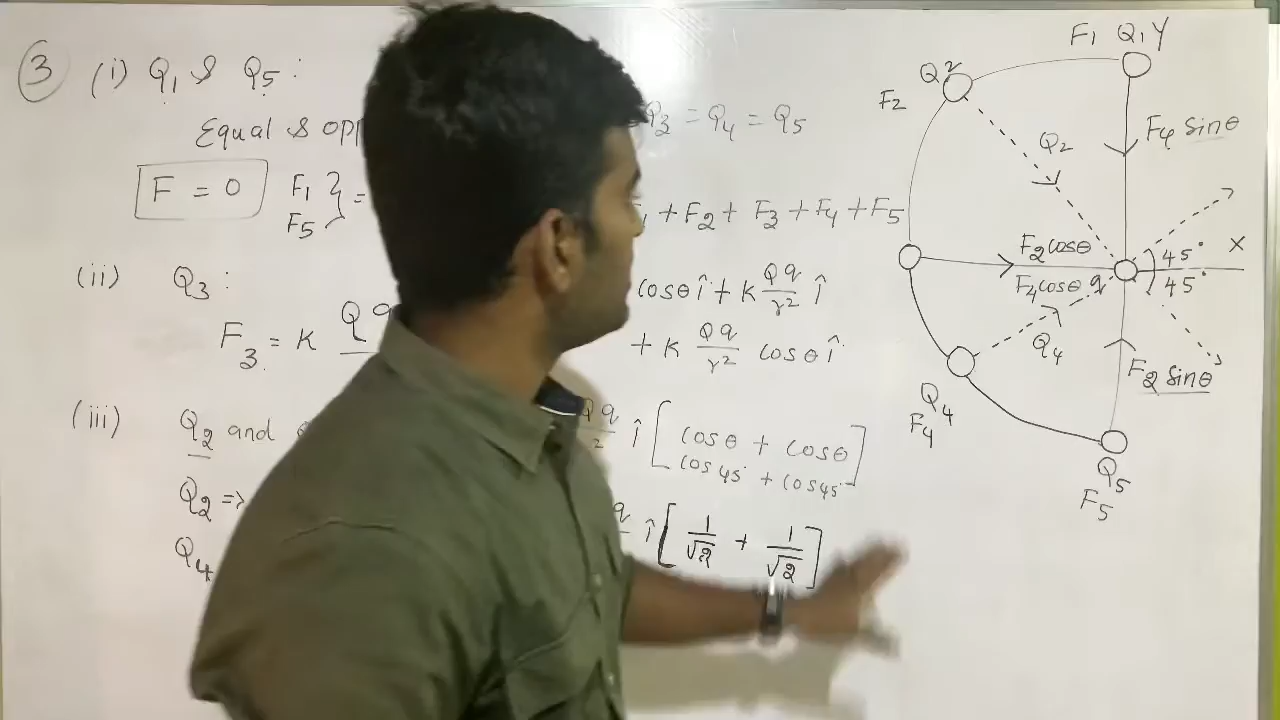 3 (i) Q1 & Q5 :
Equal & opp
F = 0 F1 } =
F5
(ii) Q3 :
F3 = K Qq
(iii) Q2 and
Q2 =>
Q4
Q3 = Q4 = Q5
+ F2 + F3 + F4 + F5
cosθ î + K Qq/r² î
+ K Qq/r² cosθ î
Qq/2 î [cosθ + cosθ]
cos45° + cos45°
q î [1/√2 + 1/√2]
F1 Q1 Y
Q2
F2
F4 sinθ
Q2
F2cosθ
45° X
F4cosθ q 45°
Q4
F2 sinθ
Q4
F4
Q5
F5